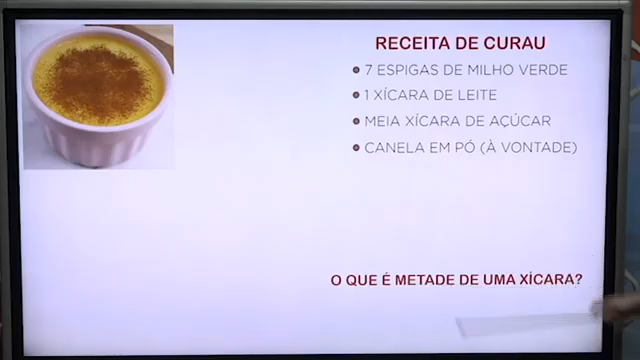 RECEITA DE CURAU
7 ESPIGAS DE MILHO VERDE
1 XÍCARA DE LEITE
MEIA XÍCARA DE AÇÚCAR
CANELA EM PÓ (À VONTADE)
O QUE É METADE DE UMA XÍCARA?